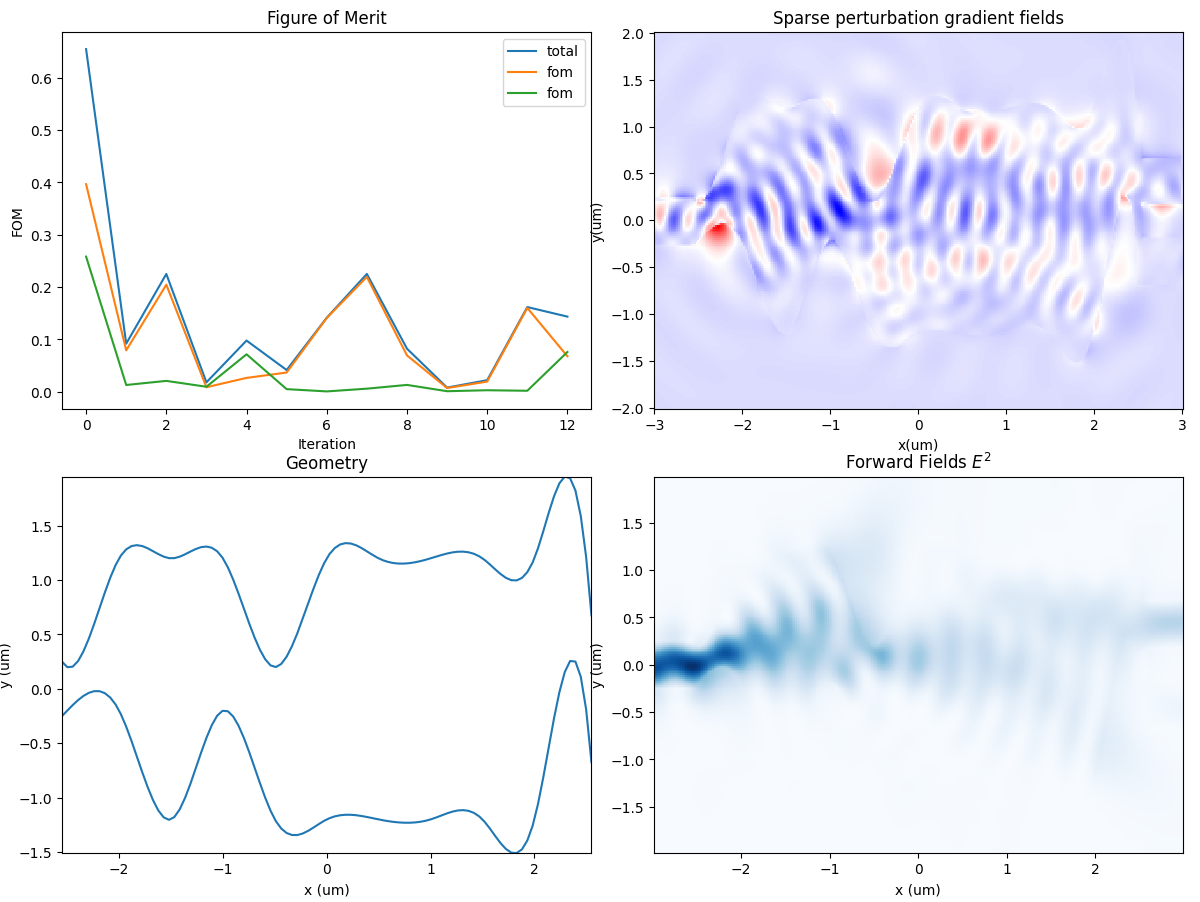 Figure of Merit
total
fom
fom
FOM
0.6
0.5
0.4
0.3
0.2
0.1
0.0
0 2 4 6 8 10 12
Iteration
Sparse perturbation gradient fields
y(um)
2.0
1.5
1.0
0.5
0.0
−0.5
−1.0
−1.5
−2.0
−3 −2 −1 0 1 2 3
x(um)
Geometry
y (um)
1.5
1.0
0.5
0.0
−0.5
−1.0
−1.5
−2 −1 0 1 2
x (um)
Forward Fields E²
y (um)
1.5
1.0
0.5
0.0
−0.5
−1.0
−1.5
−2 −1 0 1 2
x (um)